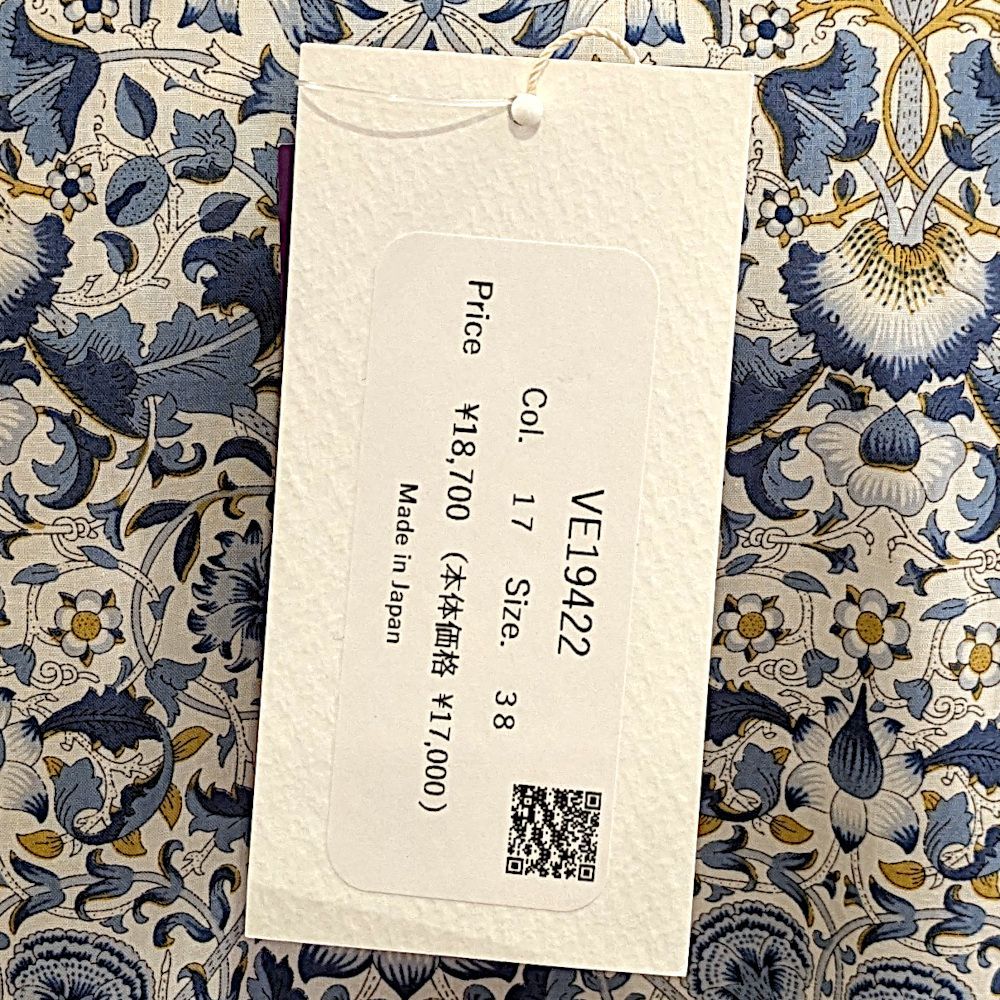 VE19422
Col. 17 Size. 38
Price ¥18,700 (本体価格 ¥17,000)
Made in Japan